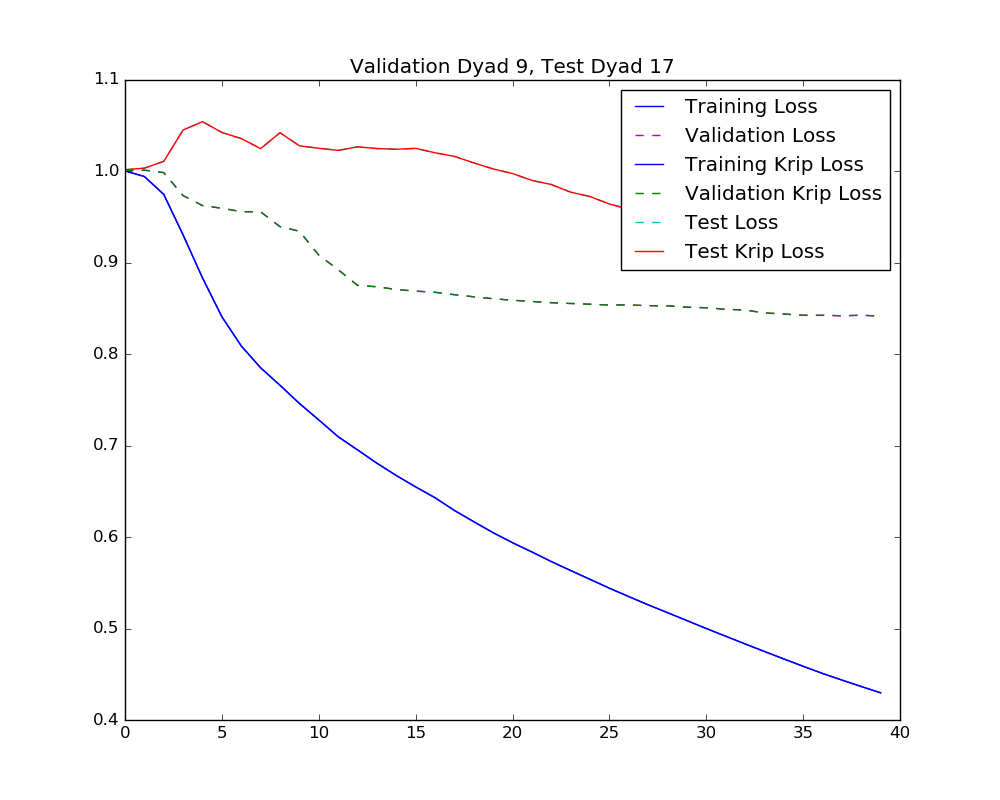 Validation Dyad 9, Test Dyad 17
1.1
1.0
0.9
0.8
0.7
0.6
0.5
0.4
0 5 10 15 20 25 30 35 40
Training Loss
Validation Loss
Training Krip Loss
Validation Krip Loss
Test Loss
Test Krip Loss